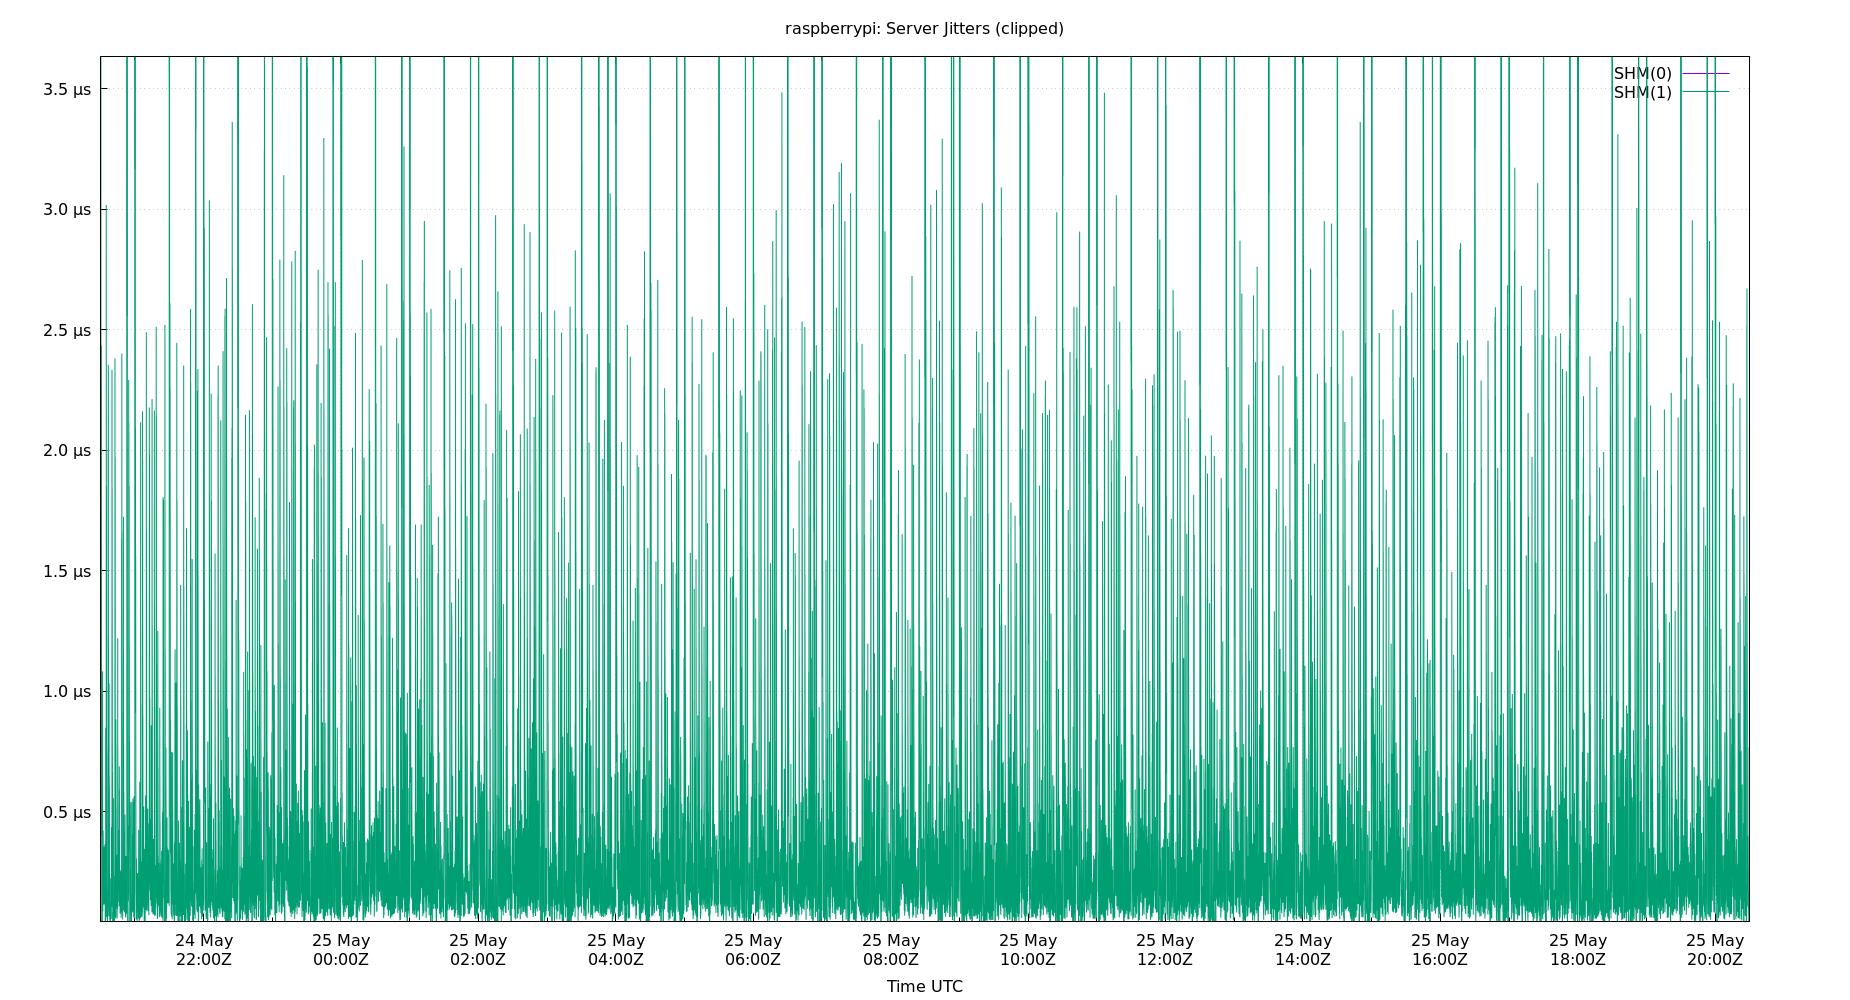 raspberrypi: Server Jitters (clipped)
SHM(0)
SHM(1)
3.5 µs
3.0 µs
2.5 µs
2.0 µs
1.5 µs
1.0 µs
0.5 µs
24 May 25 May 25 May 25 May 25 May 25 May 25 May 25 May 25 May 25 May 25 May 25 May
22:00Z 00:00Z 02:00Z 04:00Z 06:00Z 08:00Z 10:00Z 12:00Z 14:00Z 16:00Z 18:00Z 20:00Z
Time UTC